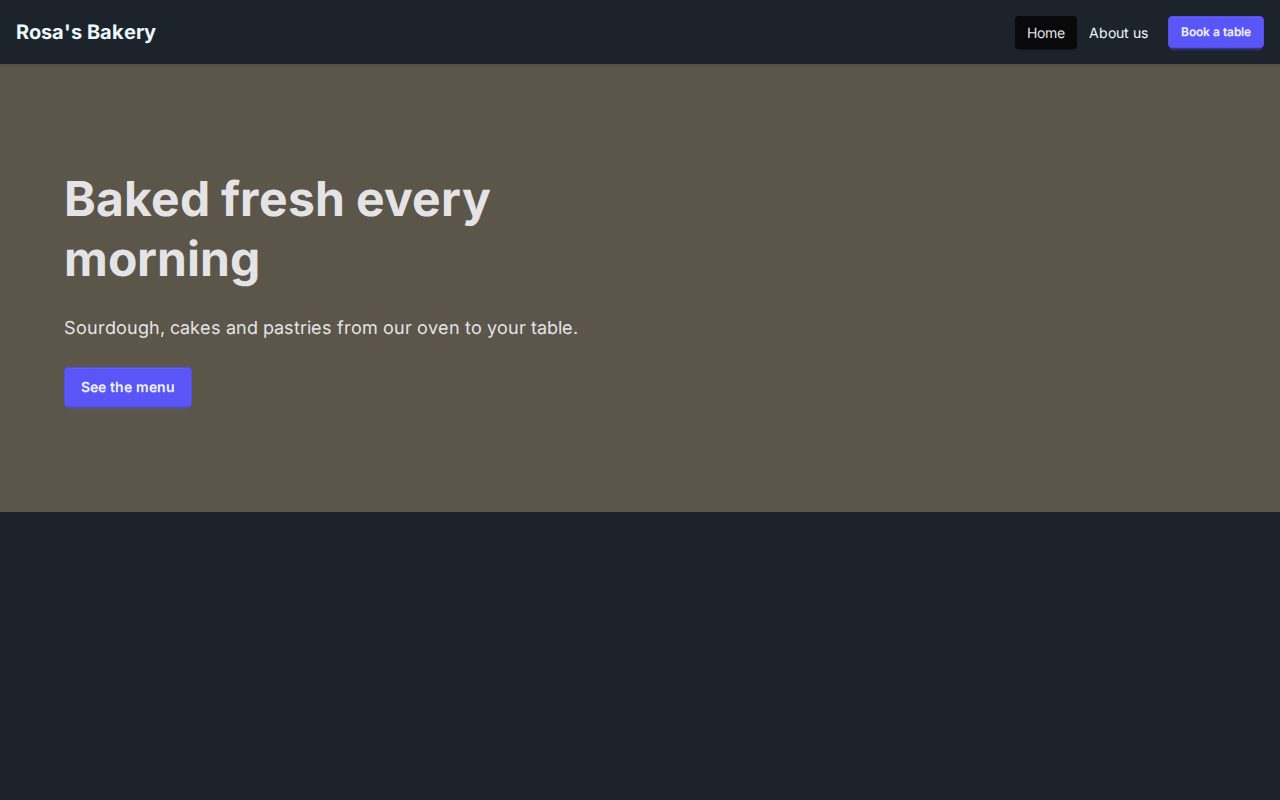 Rosa's Bakery
Home
About us
Book a table
Baked fresh every
morning
Sourdough, cakes and pastries from our oven to your table.
See the menu